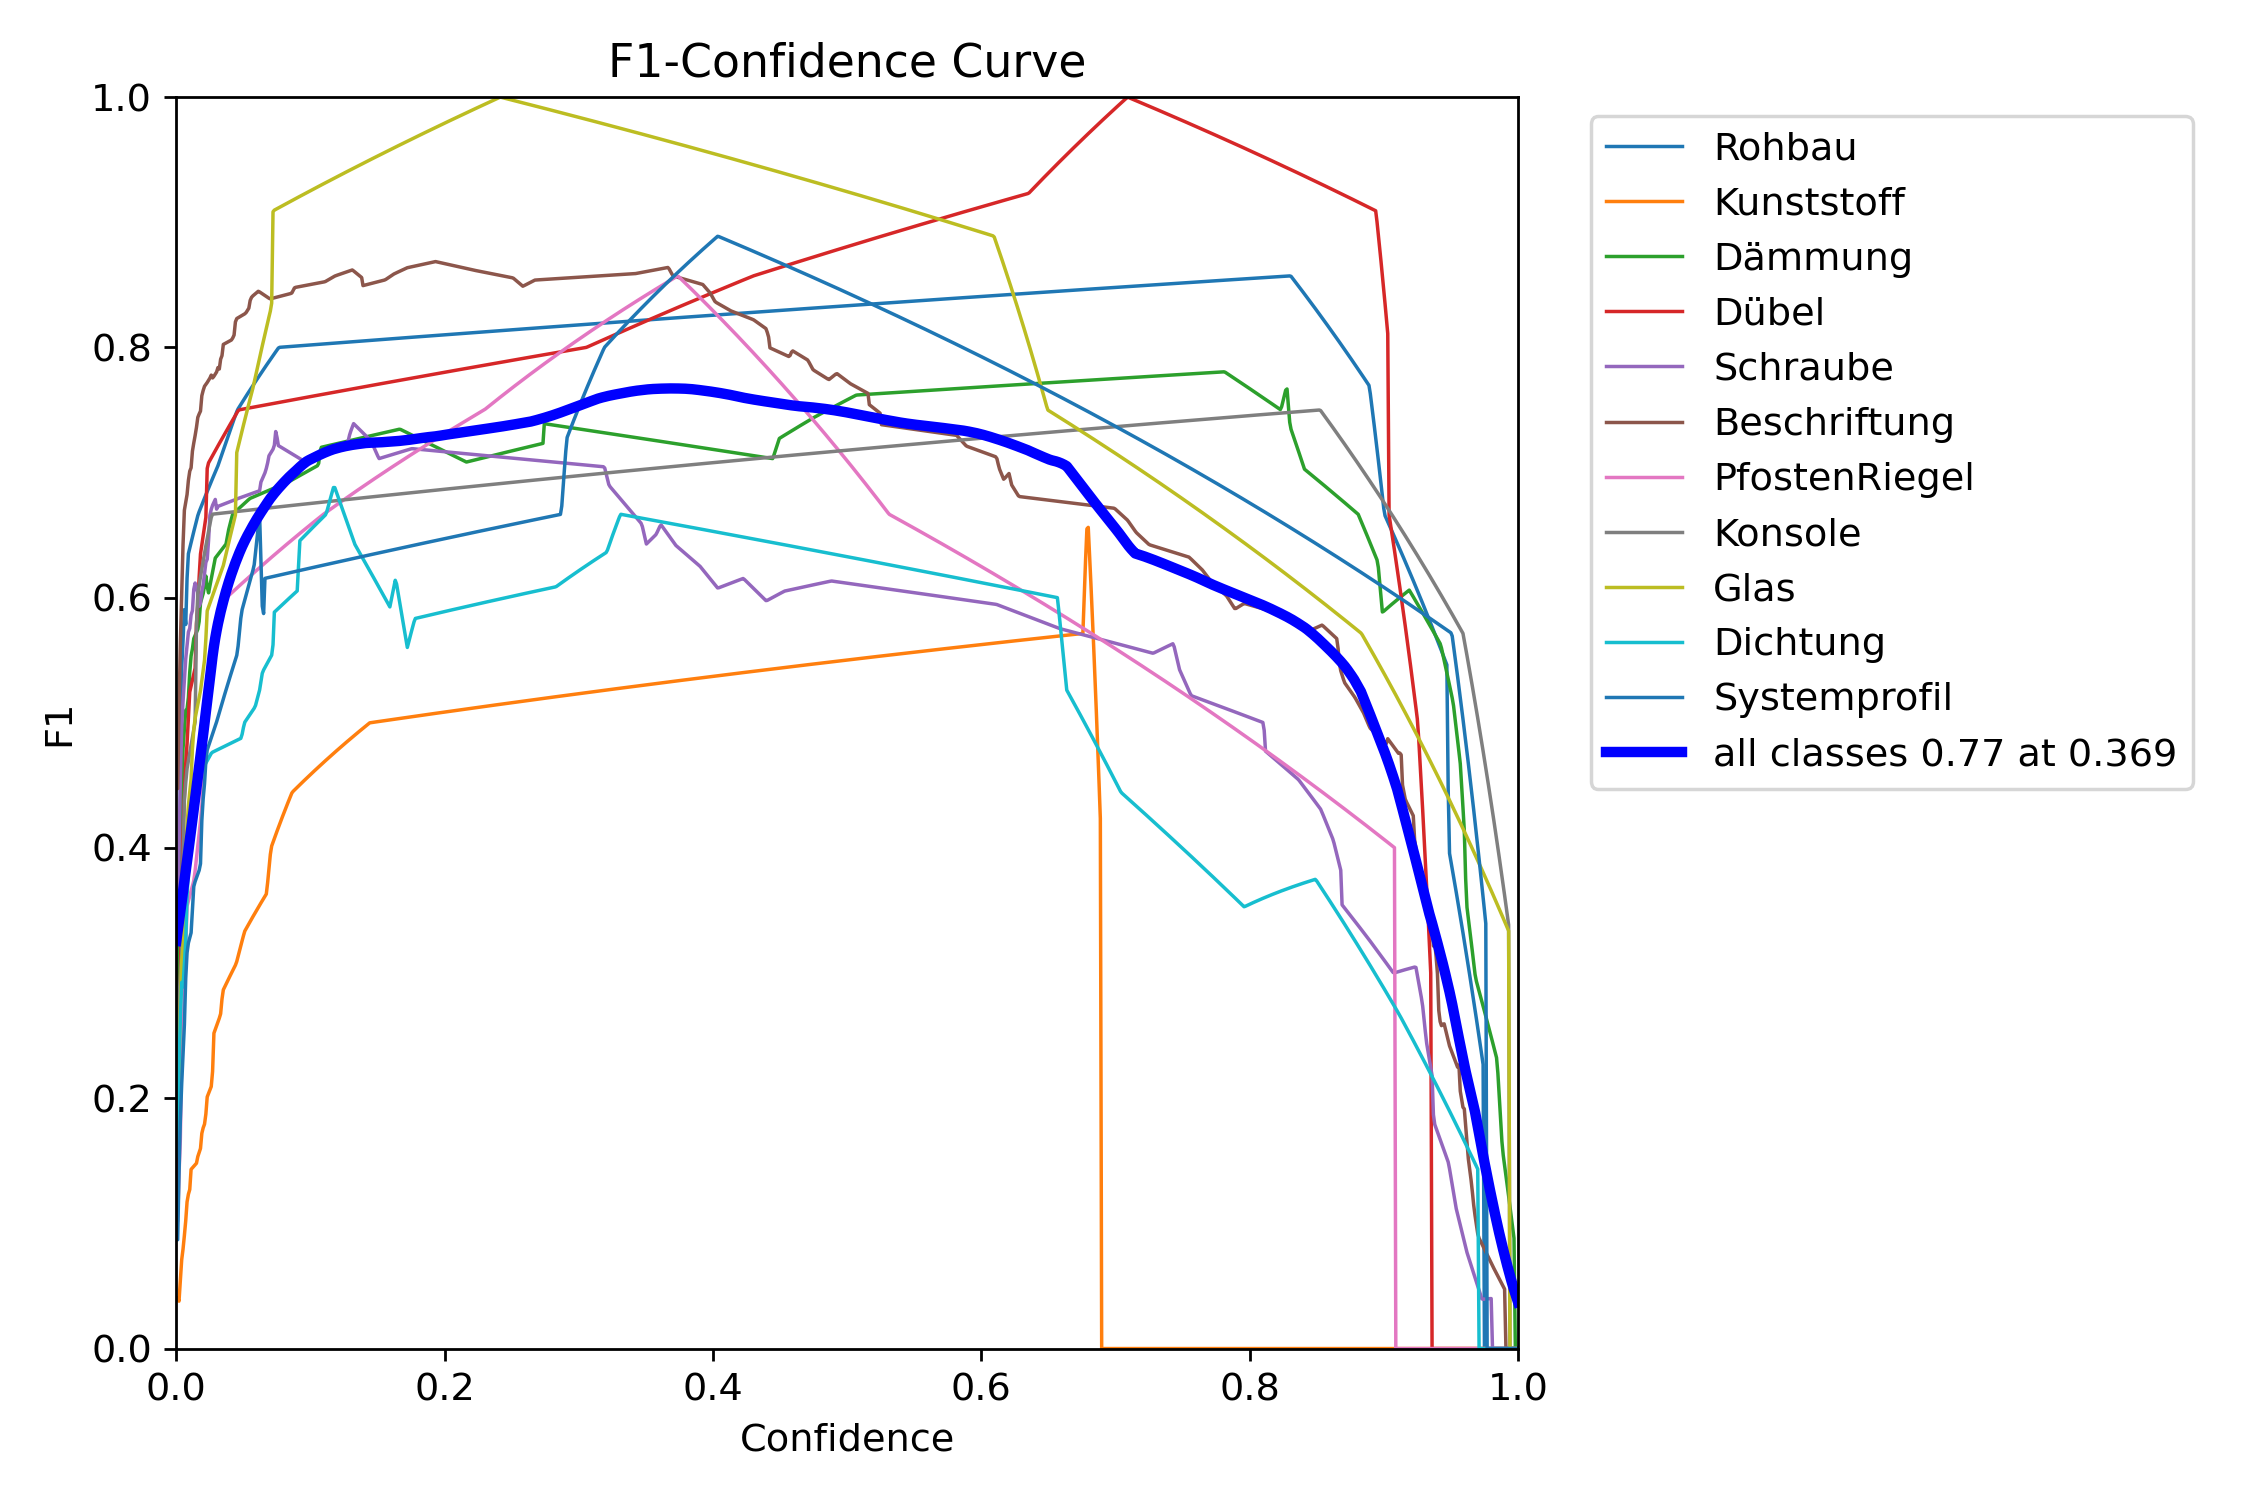 F1-Confidence Curve
1.0
0.8
0.6
0.4
0.2
0.0
F1
0.0 0.2 0.4 0.6 0.8 1.0
Confidence
Rohbau
Kunststoff
Dämmung
Dübel
Schraube
Beschriftung
PfostenRiegel
Konsole
Glas
Dichtung
Systemprofil
all classes 0.77 at 0.369